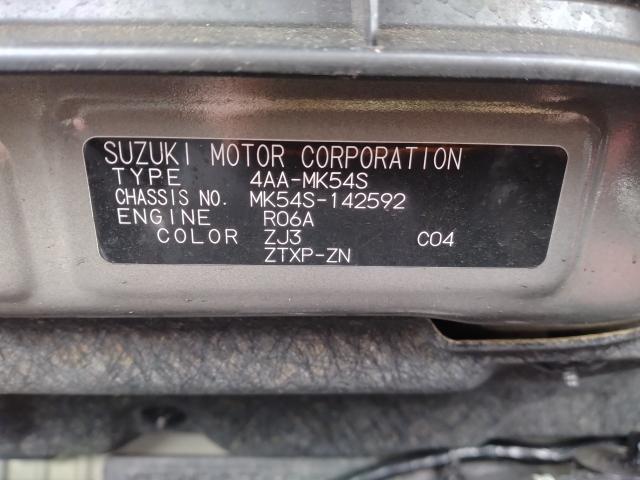 SUZUKI MOTOR CORPORATION
TYPE 4AA-MK54S
CHASSIS NO. MK54S-142592
ENGINE R06A
COLOR ZJ3 C04
ZTXP-ZN